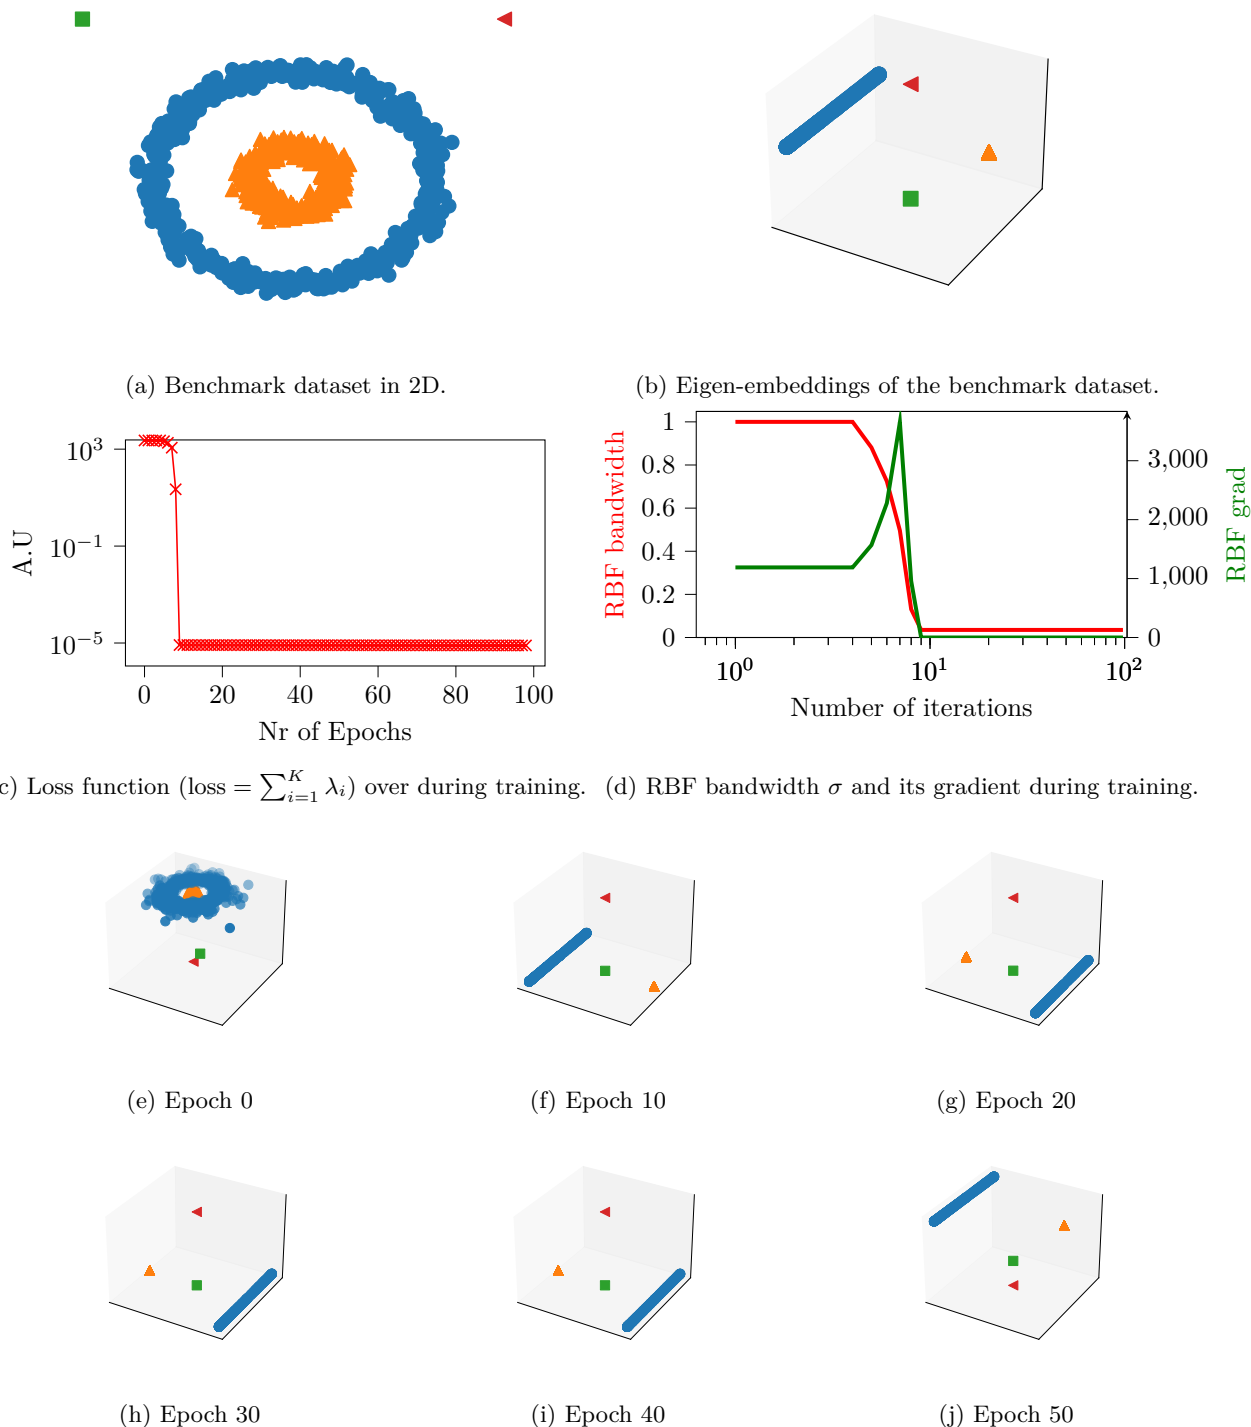 (a) Benchmark dataset in 2D.
(b) Eigen-embeddings of the benchmark dataset.
10^3
10^−1
10^−5
A.U
0 20 40 60 80 100
Nr of Epochs
1
0.8
0.6
0.4
0.2
0
RBF bandwidth
3,000
2,000
1,000
0
RBF grad
10^0 10^1 10^2
Number of iterations
c) Loss function (loss = ∑_{i=1}^{K} λ_i) over during training.
(d) RBF bandwidth σ and its gradient during training.
(e) Epoch 0
(f) Epoch 10
(g) Epoch 20
(h) Epoch 30
(i) Epoch 40
(j) Epoch 50